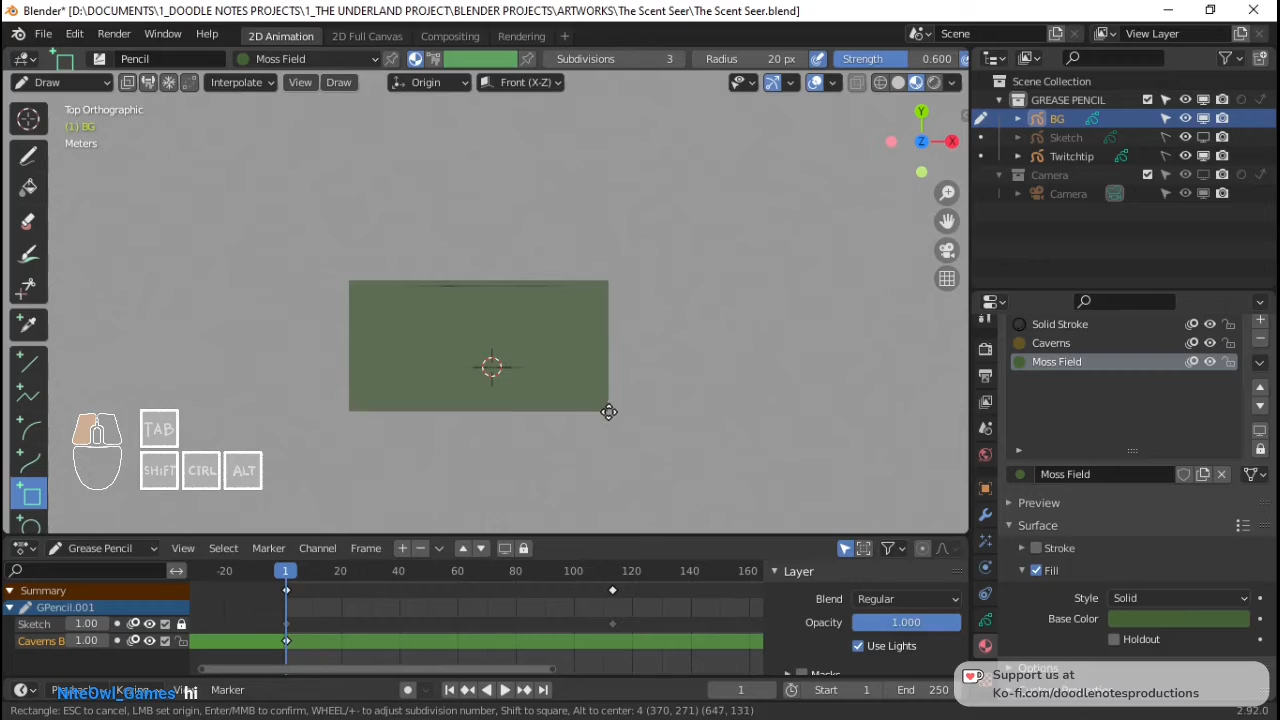 Blender* [D:\DOCUMENTS\1_DOODLE NOTES PROJECTS\1_THE UNDERLAND PROJECT\BLENDER PROJECTS\ARTWORKS\The Scent Seer\The Scent Seer.blend]
File Edit Render Window Help 2D Animation 2D Full Canvas Compositing Rendering Scene View Layer
Pencil Moss Field Subdivisions 3 Radius 20 px Strength 0.600
Draw Interpolate View Draw Origin Front (X-Z)
Scene Collection
GREASE PENCIL
BG
Sketch
Twitchtip
Camera
Camera
Top Orthographic
(1) BG
Meters
Y
Z X
TAB
SHIFT CTRL ALT
Solid Stroke
Caverns
Moss Field
Moss Field
Preview
Surface
Stroke
Fill
Style Solid
Base Color
Holdout
Options
Grease Pencil View Select Marker Channel Frame
-20 1 20 40 60 80 100 120 140 160
Summary
GPencil.001
Sketch 1.00
Caverns B 1.00
Layer
Blend Regular
Opacity 1.000
Use Lights
Masks
Marker 1 Start 1 End 250
NiteOwl_Games hi
Support us at
Ko-fi.com/doodlenotesproductions
Rectangle: ESC to cancel, LMB set origin, Enter/MMB to confirm, WHEEL/+- to adjust subdivision number, Shift to square, Alt to center: 4 (370, 271) (647, 131) 2.92.0